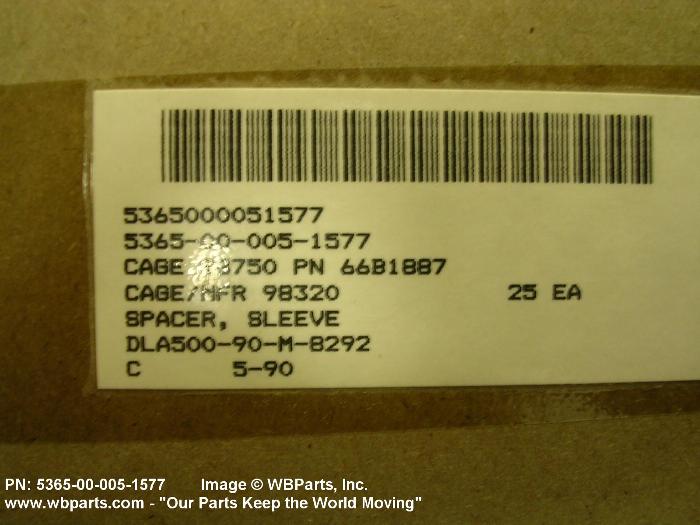 5365000051577
5365-00-005-1577
CAGE PN 66B1887
CAGE/MFR 98320 25 EA
SPACER, SLEEVE
DLA500-90-M-8292
C 5-90
PN: 5365-00-005-1577 Image © WBParts, Inc.
www.wbparts.com - "Our Parts Keep the World Moving"